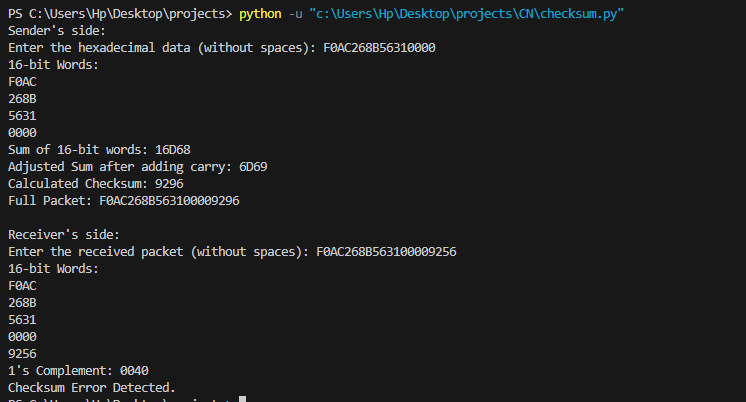 PS C:\Users\Hp\Desktop\projects> python -u "c:\Users\Hp\Desktop\projects\CN\checksum.py"
Sender's side:
Enter the hexadecimal data (without spaces): F0AC268B56310000
16-bit Words:
F0AC
268B
5631
0000
Sum of 16-bit words: 16D68
Adjusted Sum after adding carry: 6D69
Calculated Checksum: 9296
Full Packet: F0AC268B563100009296

Receiver's side:
Enter the received packet (without spaces): F0AC268B563100009256
16-bit Words:
F0AC
268B
5631
0000
9256
1's Complement: 0040
Checksum Error Detected.
PS C:\Users\Hp\Desktop\projects>